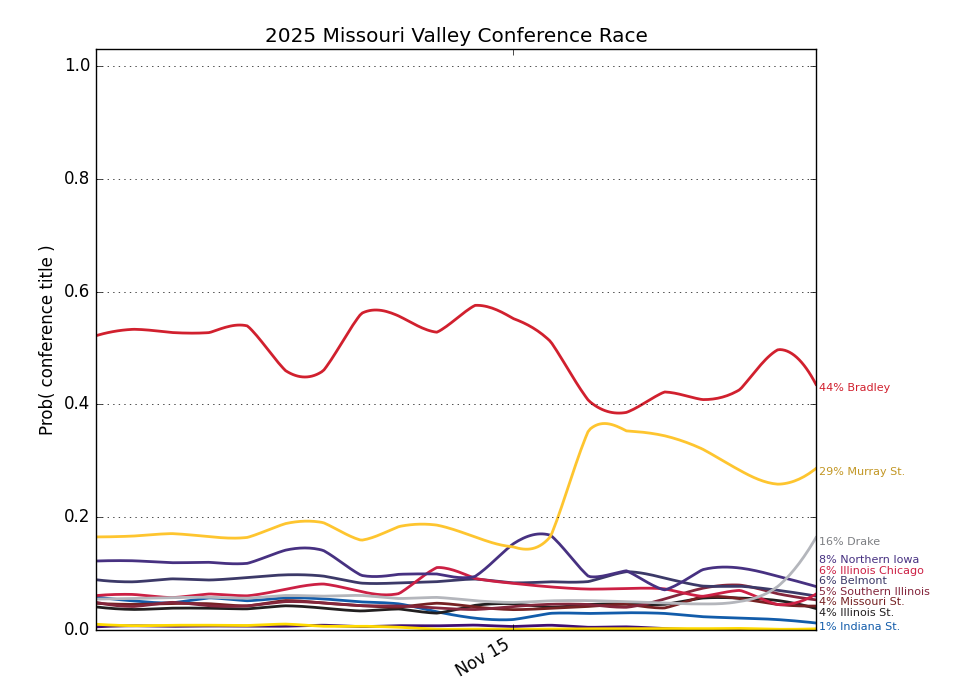 2025 Missouri Valley Conference Race
1.0
0.8
0.6
0.4
0.2
0.0
Prob( conference title )
Nov 15
44% Bradley
29% Murray St.
16% Drake
8% Northern Iowa
6% Illinois Chicago
6% Belmont
5% Southern Illinois
4% Missouri St.
4% Illinois St.
1% Indiana St.